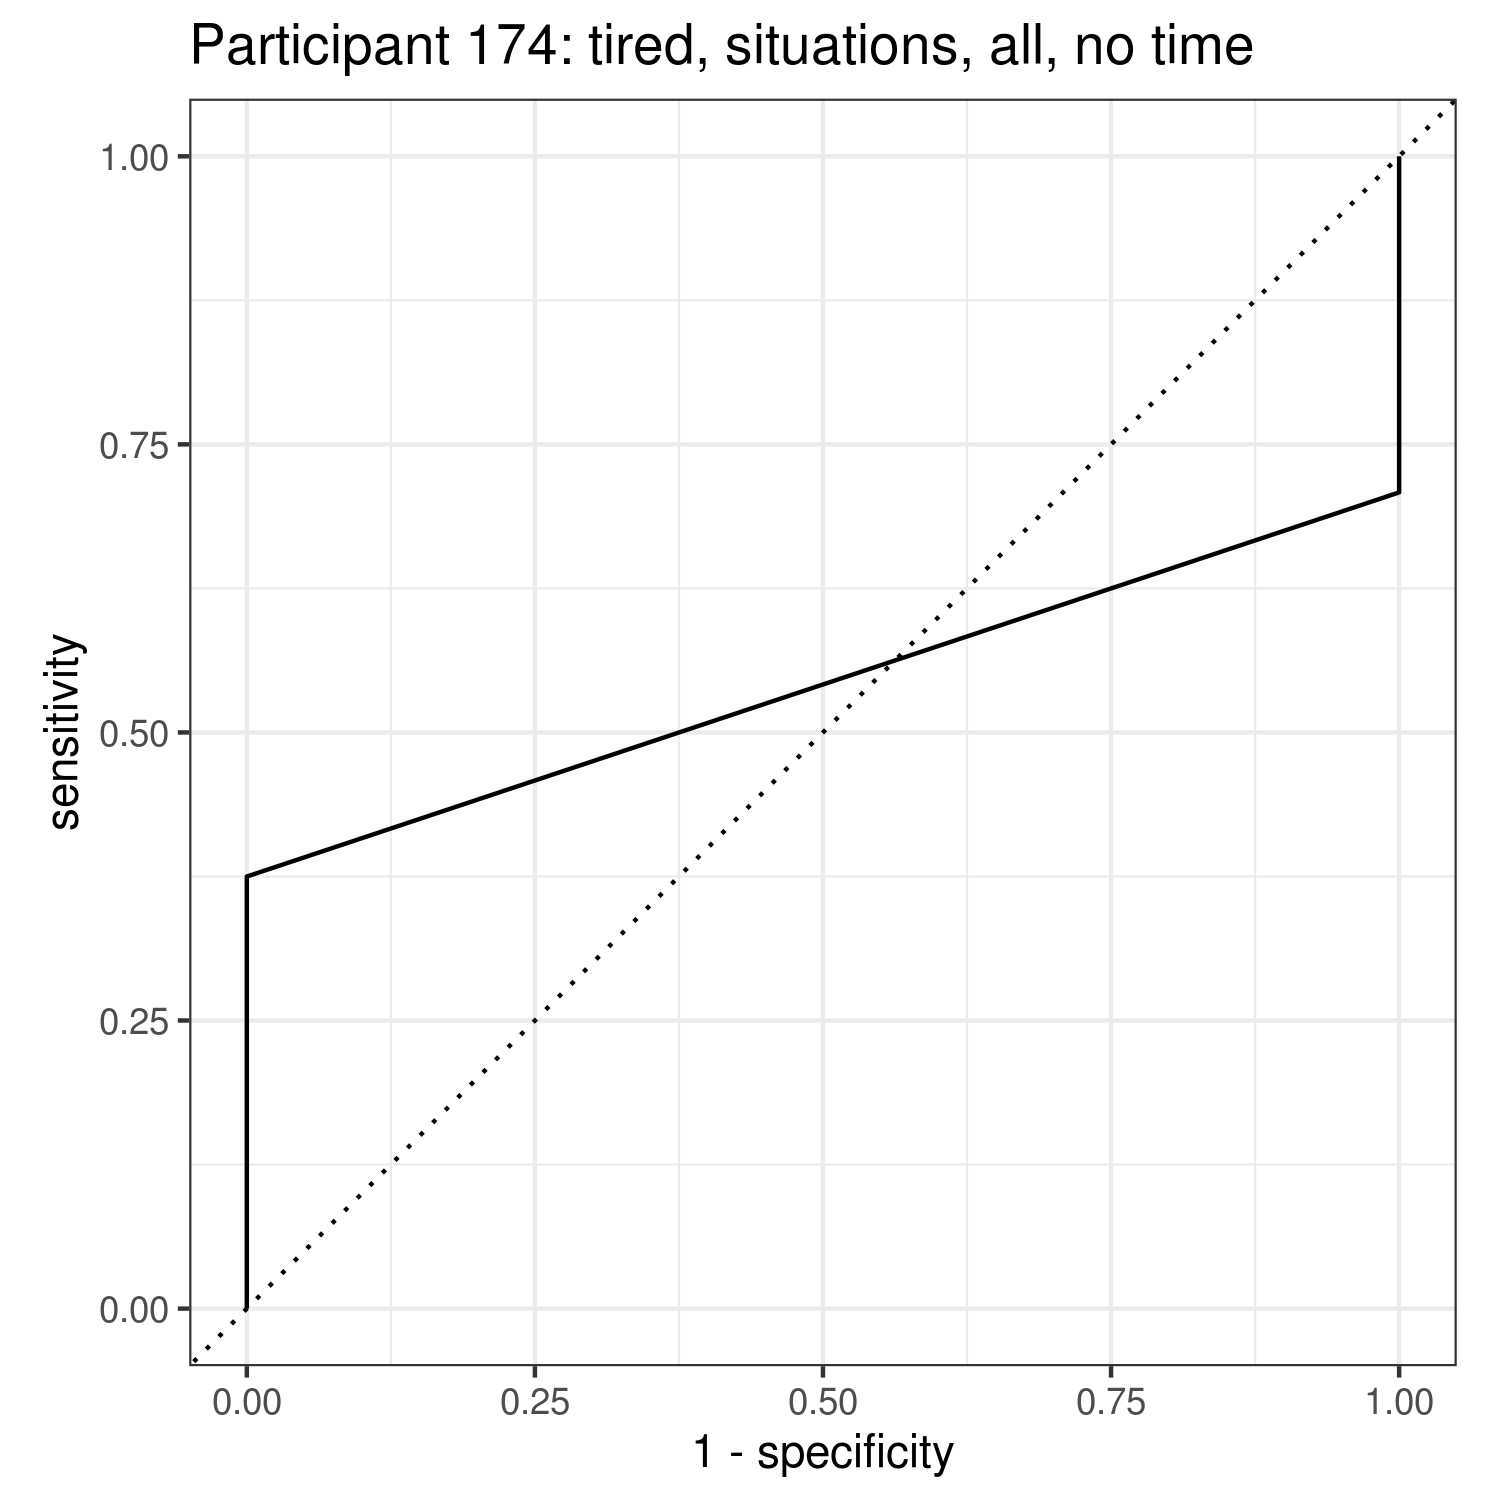 Participant 174: tired, situations, all, no time
1.00
0.75
0.50
0.25
0.00
sensitivity
0.00 0.25 0.50 0.75 1.00
1 - specificity